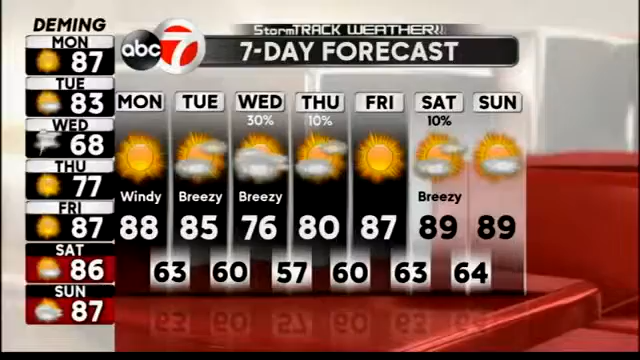 DEMING
MON
87
TUE
83
WED
68
THU
77
FRI
87
SAT
86
SUN
87
abc 7
StormTRACK WEATHER
7-DAY FORECAST
MON TUE WED THU FRI SAT SUN
30% 10% 10%
Windy Breezy Breezy Breezy
88 85 76 80 87 89 89
63 60 57 60 63 64